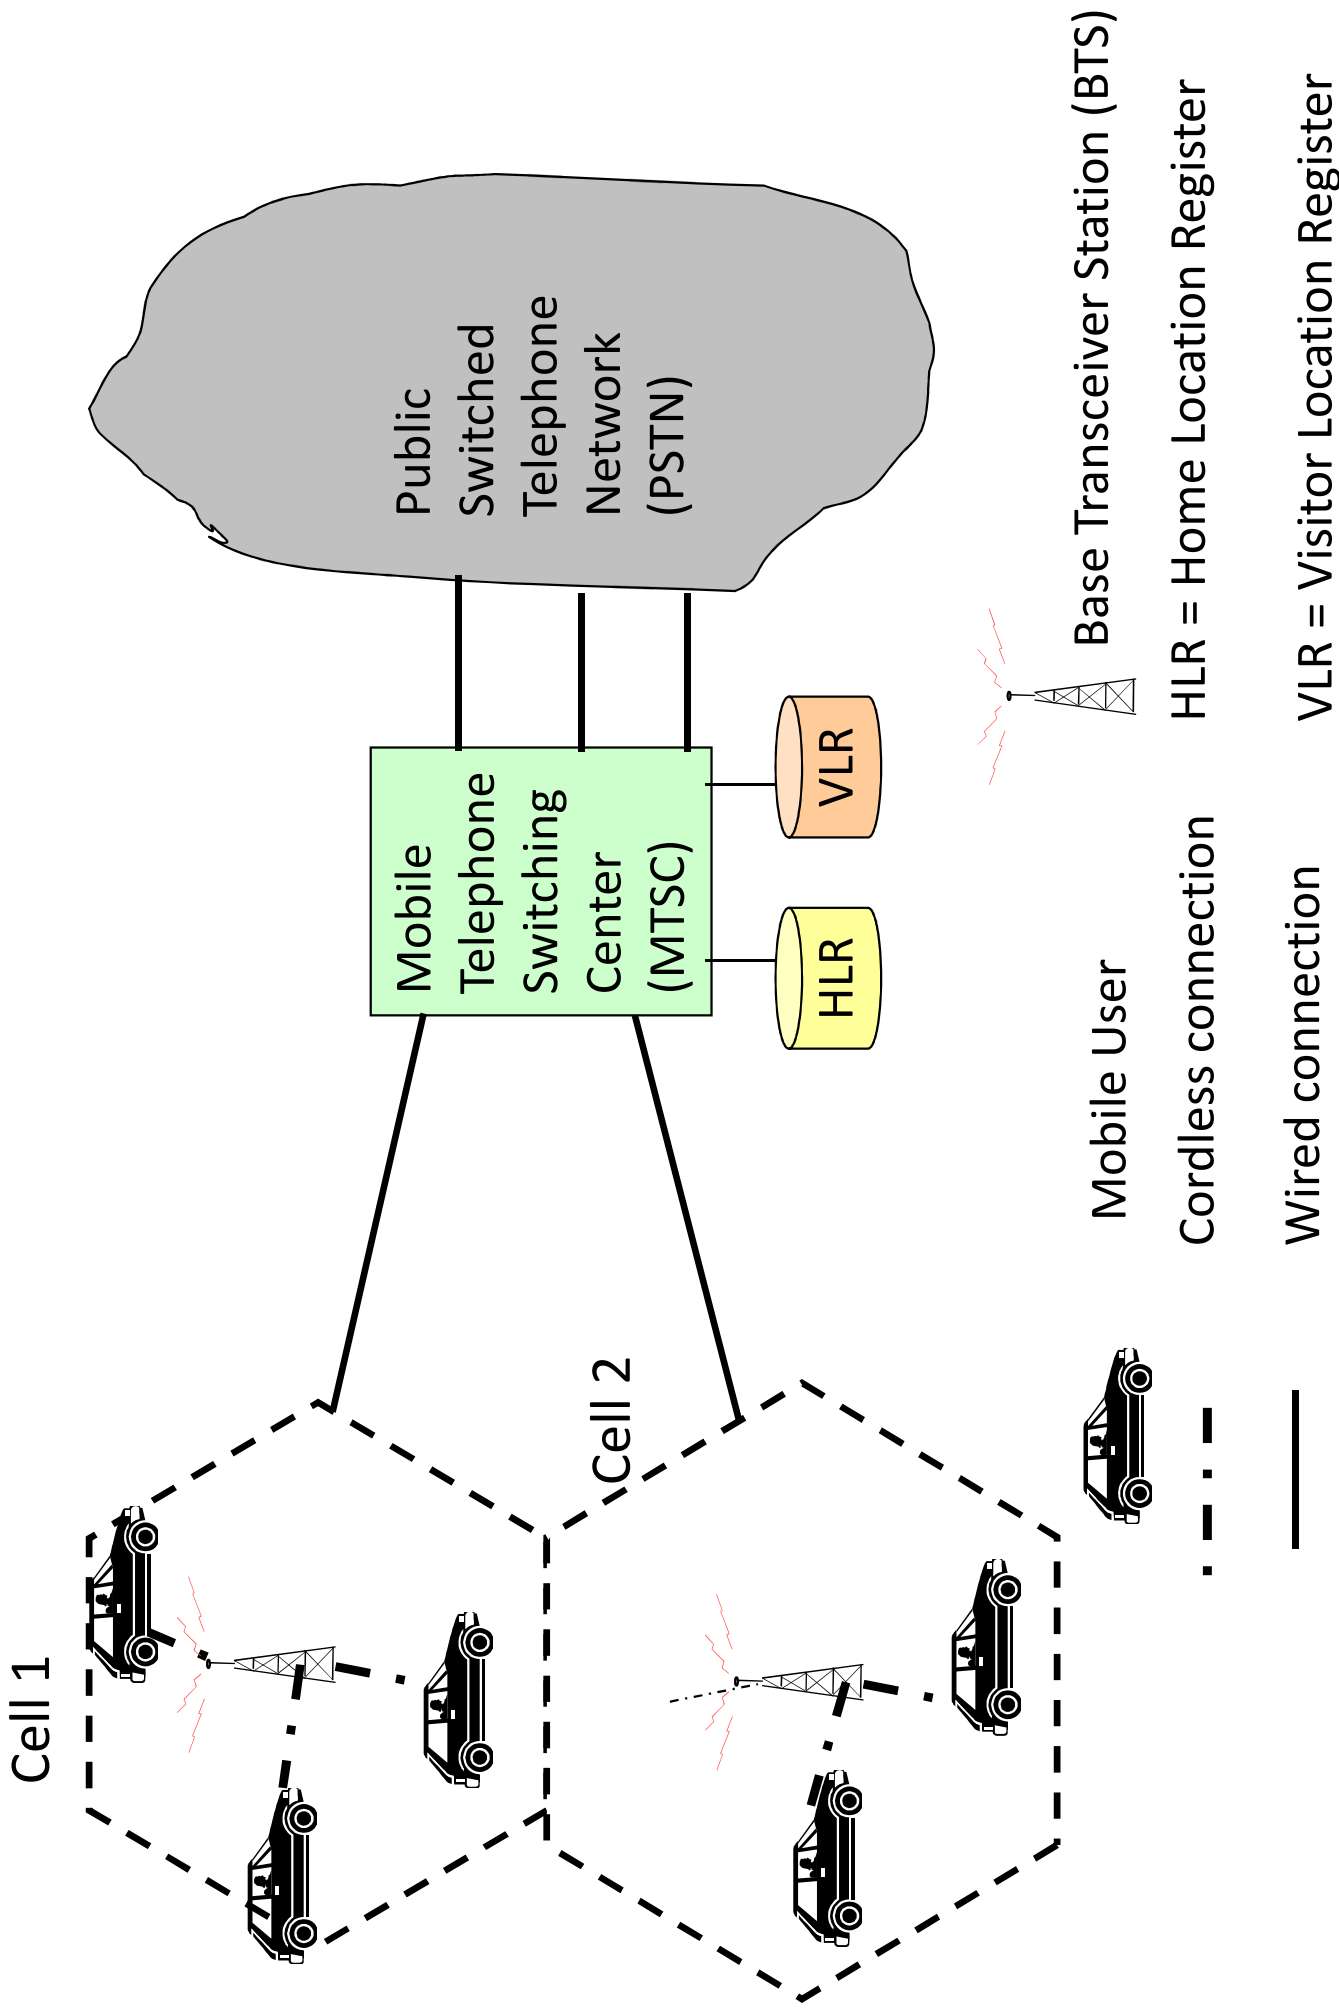 Cell 1
Cell 2
Mobile
Telephone
Switching
Center
(MTSC)
Public
Switched
Telephone
Network
(PSTN)
HLR
VLR
Mobile User
Base Transceiver Station (BTS)
Cordless connection
HLR = Home Location Register
Wired connection
VLR = Visitor Location Register